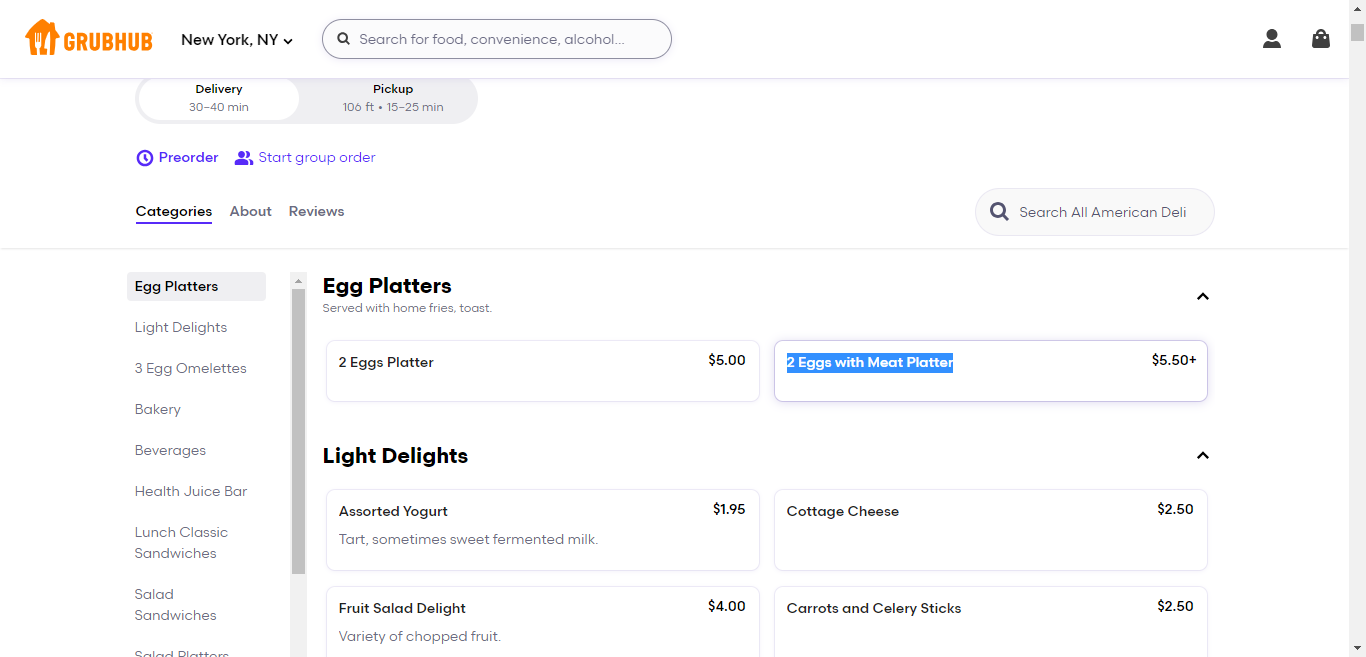 GRUBHUB
New York, NY
Search for food, convenience, alcohol...
Delivery
30–40 min
Pickup
106 ft • 15–25 min
Preorder
Start group order
Categories
About
Reviews
Search All American Deli
Egg Platters
Light Delights
3 Egg Omelettes
Bakery
Beverages
Health Juice Bar
Lunch Classic
Sandwiches
Salad
Sandwiches
Salad Platters
Egg Platters
Served with home fries, toast.
2 Eggs Platter
$5.00
2 Eggs with Meat Platter
$5.50+
Light Delights
Assorted Yogurt
$1.95
Tart, sometimes sweet fermented milk.
Cottage Cheese
$2.50
Fruit Salad Delight
$4.00
Variety of chopped fruit.
Carrots and Celery Sticks
$2.50